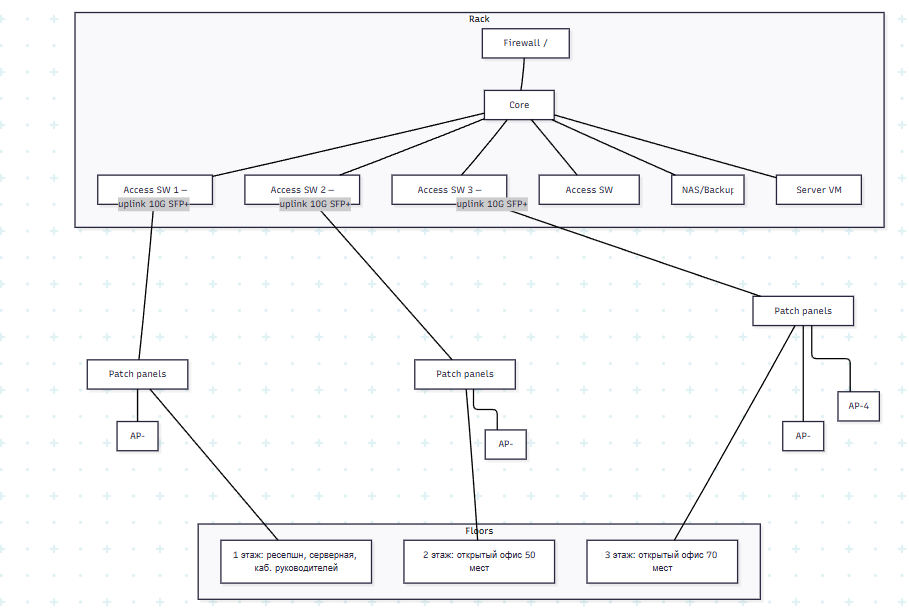 Rack
Firewall /
Core
Access SW 1 —
uplink 10G SFP+
Access SW 2 —
uplink 10G SFP+
Access SW 3 —
uplink 10G SFP+
Access SW
NAS/Backup
Server VM
Patch panels
Patch panels
Patch panels
AP-4
AP-
AP-
AP-
Floors
1 этаж: ресепшн, серверная,
каб. руководителей
2 этаж: открытый офис 50
мест
3 этаж: открытый офис 70
мест